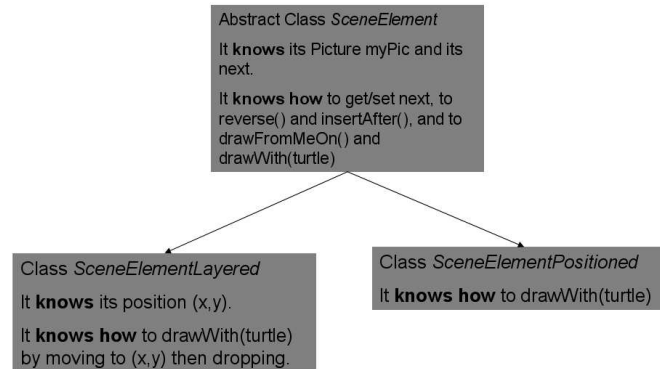 Abstract Class SceneElement
It knows its Picture myPic and its
next.
It knows how to get/set next, to
reverse() and insertAfter(), and to
drawFromMeOn() and
drawWith(turtle)
Class SceneElementLayered
It knows its position (x,y).
It knows how to drawWith(turtle)
by moving to (x,y) then dropping.
Class SceneElementPositioned
It knows how to drawWith(turtle)